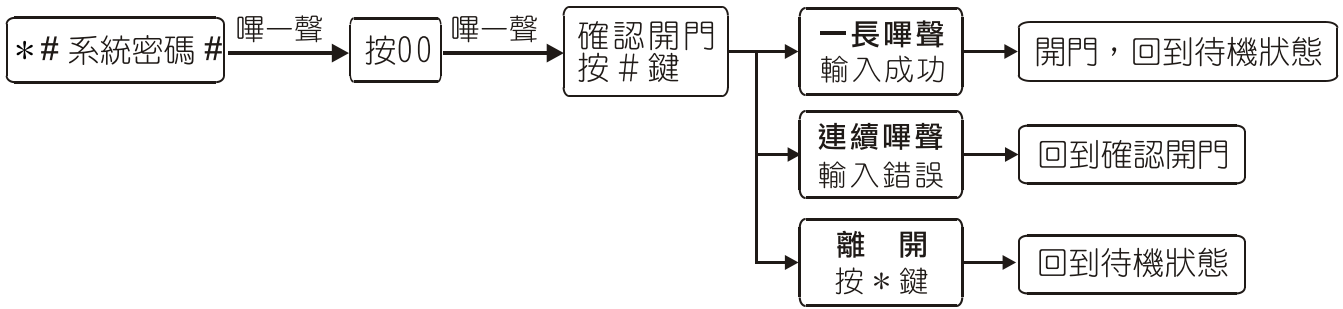 ＊# 系統密碼 #
嗶一聲
按00
嗶一聲
確認開門
按 # 鍵
一長嗶聲
輸入成功
開門，回到待機狀態
連續嗶聲
輸入錯誤
回到確認開門
離 開
按＊鍵
回到待機狀態